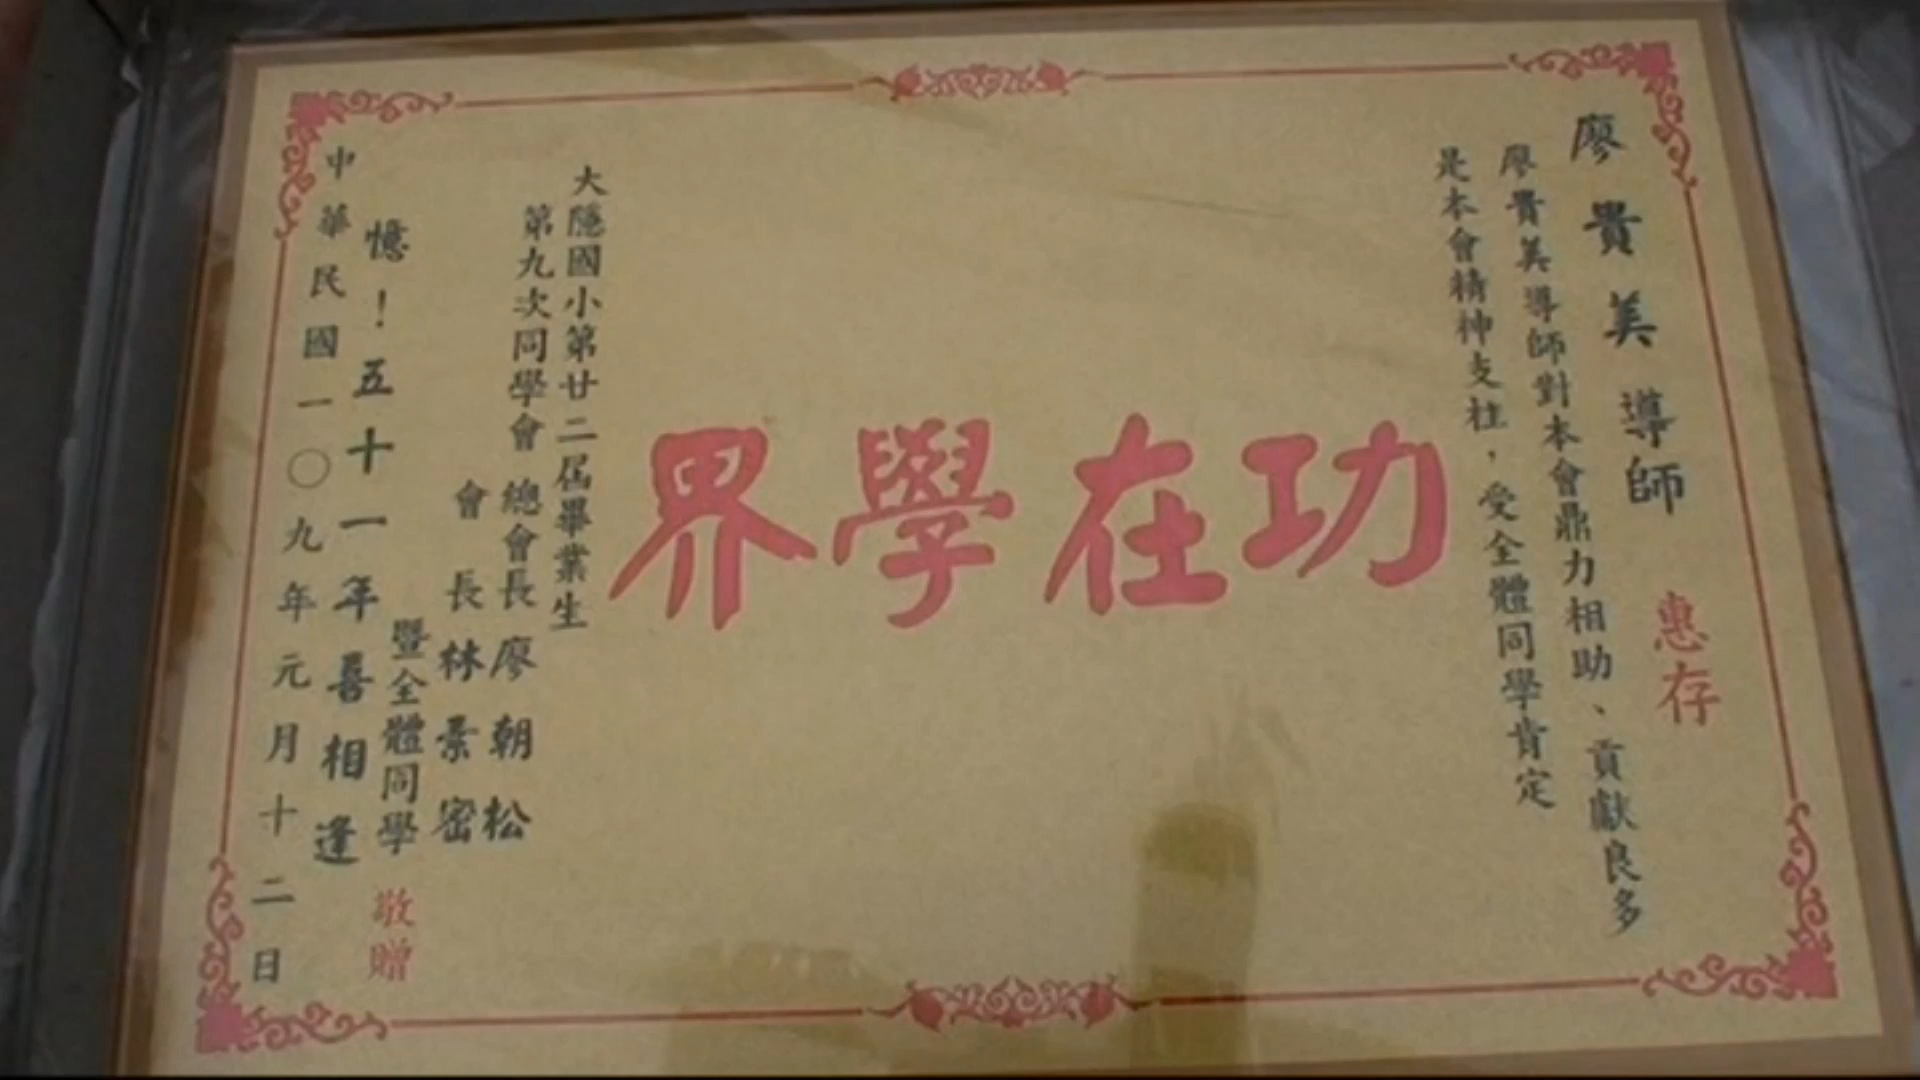 廖貴美導師 惠存
廖貴美導師對本會鼎力相助、貢獻良多
是本會精神支柱，受全體同學肯定
功在學界
大隱國小第廿二屆畢業生
第九次同學會 總會長 廖朝松
會長 林素密
暨全體同學 敬贈
憶！五十一年喜相逢
中華民國一〇九年元月十二日